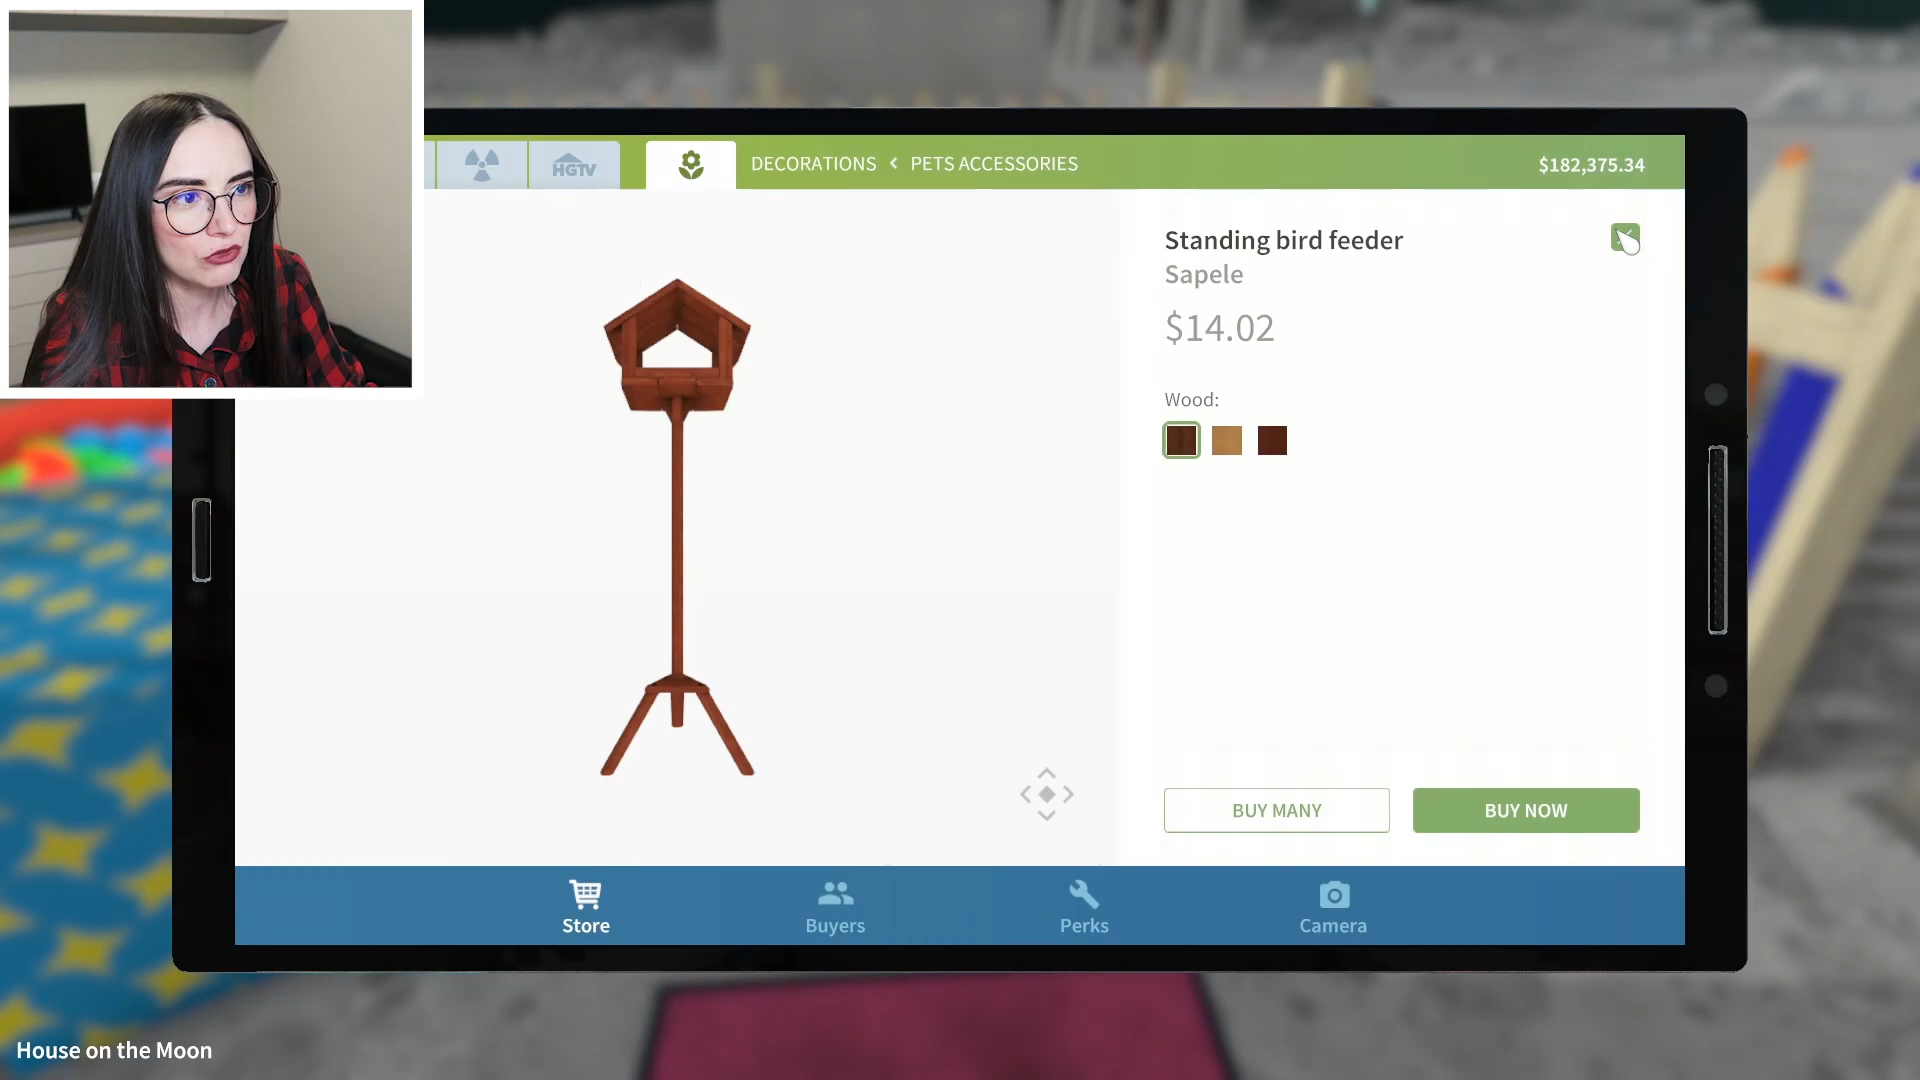 HGTV
DECORATIONS < PETS ACCESSORIES
$182,375.34
Standing bird feeder
Sapele
$14.02
Wood:
BUY MANY
BUY NOW
Store
Buyers
Perks
Camera
House on the Moon